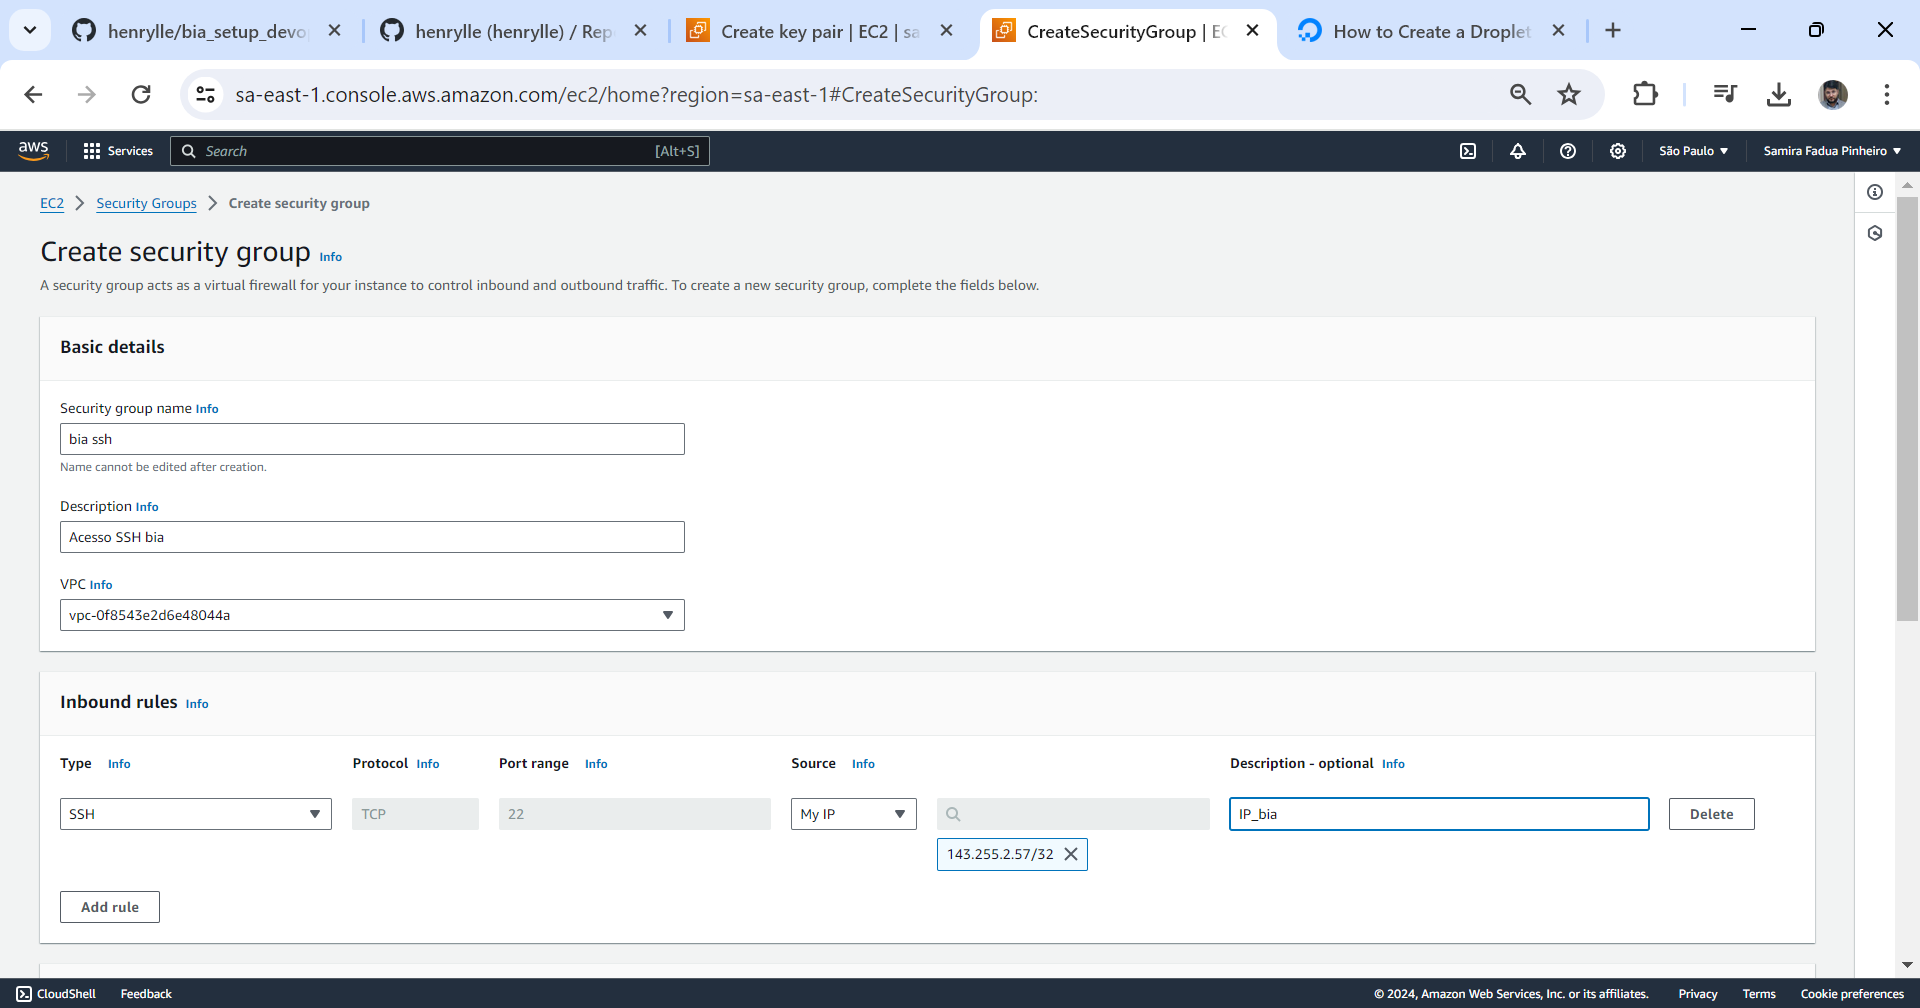 henrylle/bia_setup_devo
henrylle (henrylle) / Rep
Create key pair | EC2 | sa
CreateSecurityGroup | EC
How to Create a Droplet
sa-east-1.console.aws.amazon.com/ec2/home?region=sa-east-1#CreateSecurityGroup:
aws
Services
Search
[Alt+S]
São Paulo
Samira Fadua Pinheiro
EC2
Security Groups
Create security group
Create security group Info
A security group acts as a virtual firewall for your instance to control inbound and outbound traffic. To create a new security group, complete the fields below.
Basic details
Security group name Info
bia ssh
Name cannot be edited after creation.
Description Info
Acesso SSH bia
VPC Info
vpc-0f8543e2d6e48044a
Inbound rules Info
Type Info
Protocol Info
Port range Info
Source Info
Description - optional Info
SSH
TCP
22
My IP
IP_bia
Delete
143.255.2.57/32
Add rule
CloudShell
Feedback
© 2024, Amazon Web Services, Inc. or its affiliates.
Privacy
Terms
Cookie preferences